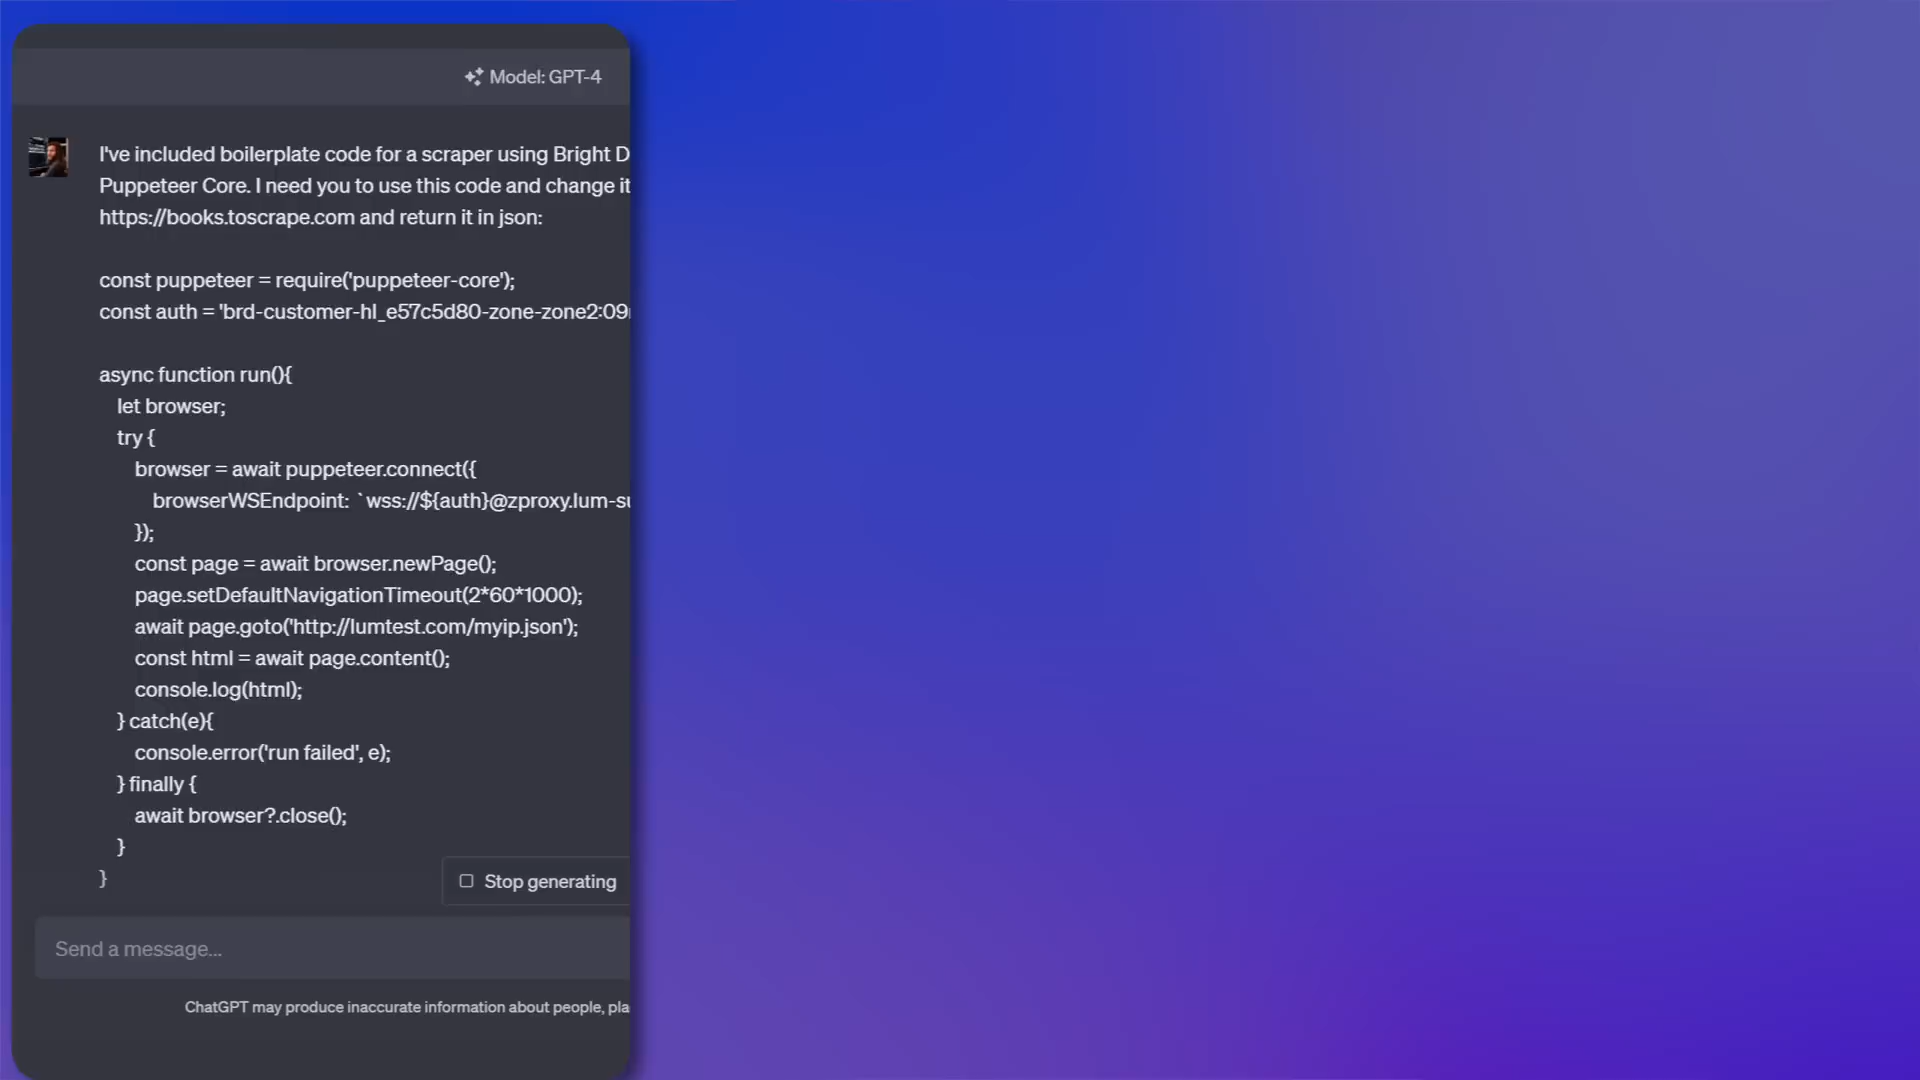 Model: GPT-4
I've included boilerplate code for a scraper using Bright D
Puppeteer Core. I need you to use this code and change it
https://books.toscrape.com and return it in json:
const puppeteer = require('puppeteer-core');
const auth = 'brd-customer-hl_e57c5d80-zone-zone2:09
async function run(){
let browser;
try {
browser = await puppeteer.connect({
browserWSEndpoint: `wss://${auth}@zproxy.lum-su
});
const page = await browser.newPage();
page.setDefaultNavigationTimeout(2*60*1000);
await page.goto('http://lumtest.com/myip.json');
const html = await page.content();
console.log(html);
} catch(e){
console.error('run failed', e);
} finally {
await browser?.close();
}
}
Stop generating
Send a message...
ChatGPT may produce inaccurate information about people, pla